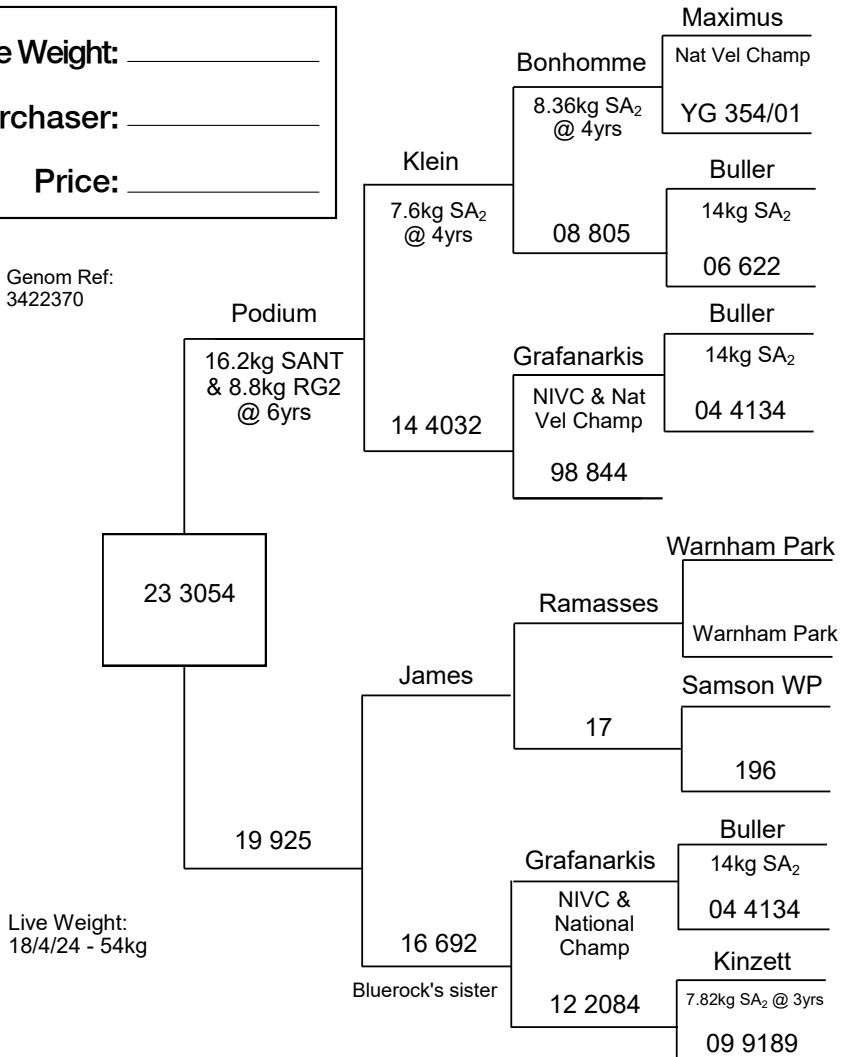 e Weight:
rchaser:
Price:
Genom Ref:
3422370
Maximus
Nat Vel Champ
YG 354/01
Bonhomme
8.36kg SA₂
@ 4yrs
Klein
7.6kg SA₂
@ 4yrs
08 805
Buller
14kg SA₂
06 622
Podium
16.2kg SANT
& 8.8kg RG2
@ 6yrs
14 4032
Grafanarkis
NIVC & Nat
Vel Champ
98 844
Buller
14kg SA₂
04 4134
23 3054
Warnham Park
Warnham Park
Ramasses
James
17
Samson WP
196
19 925
Grafanarkis
NIVC &
National
Champ
Buller
14kg SA₂
04 4134
16 692
Bluerock's sister
12 2084
Kinzett
7.82kg SA₂ @ 3yrs
09 9189
Live Weight:
18/4/24 - 54kg